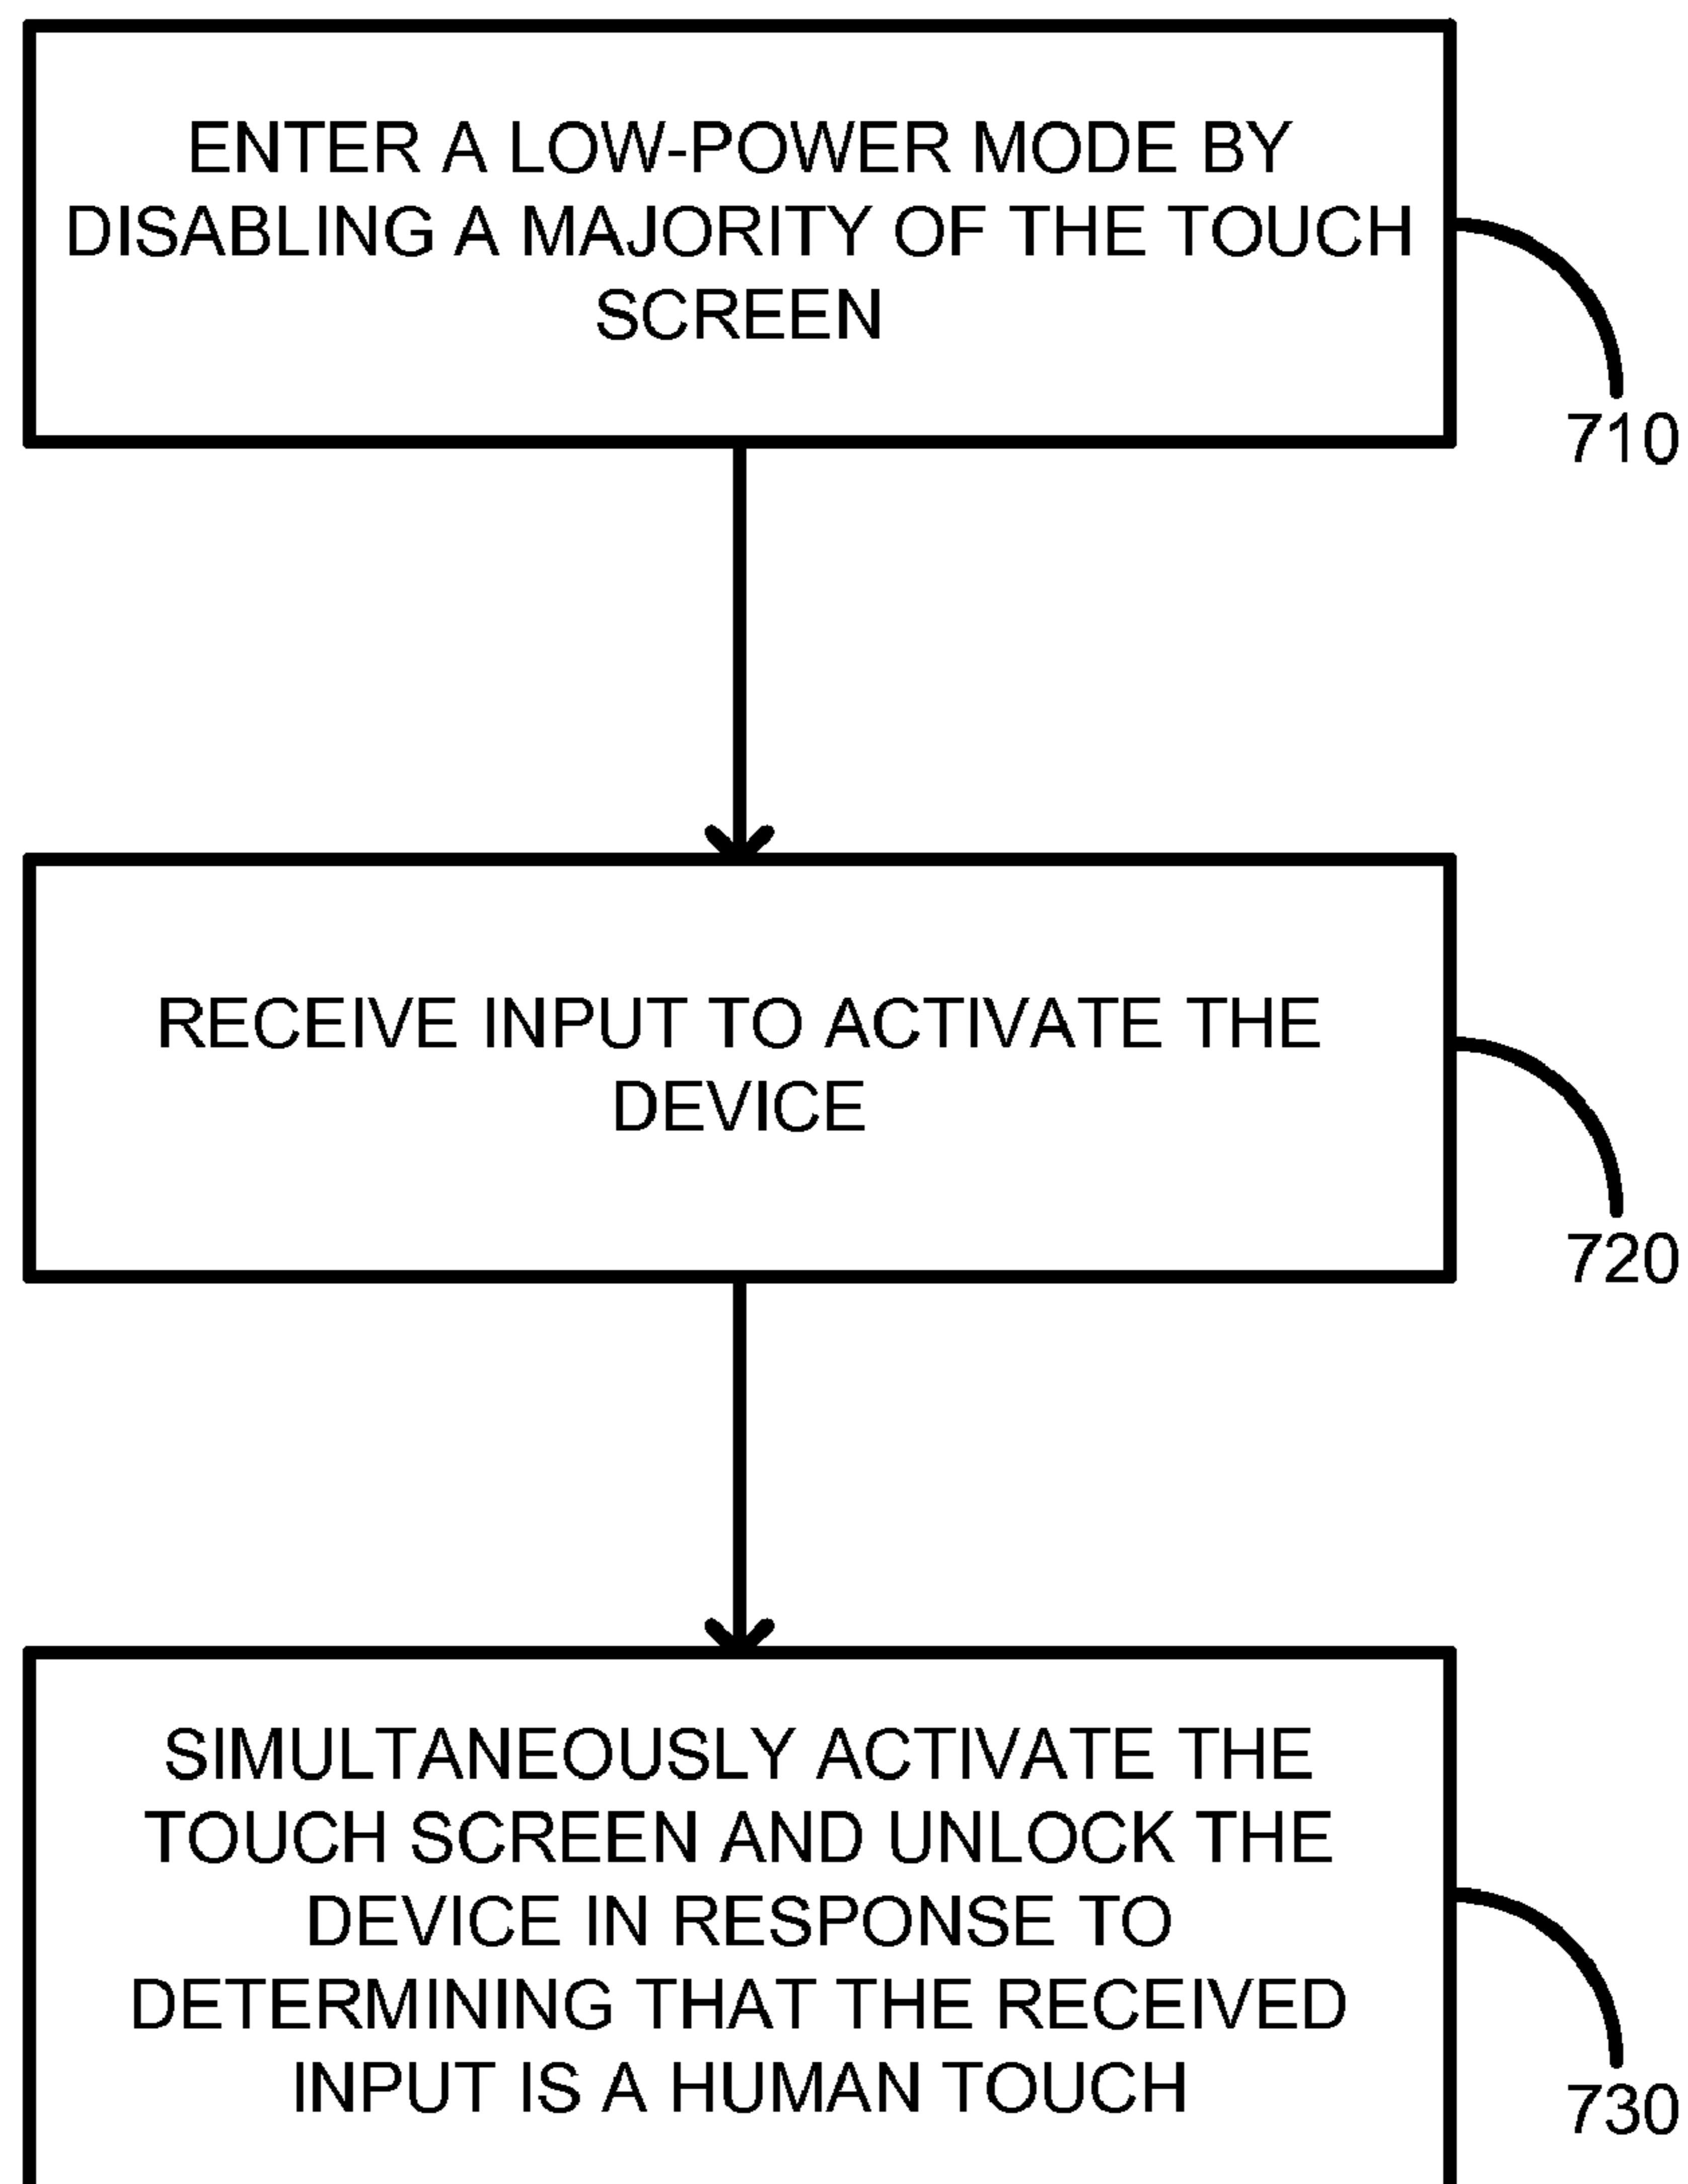 ENTER A LOW-POWER MODE BY
DISABLING A MAJORITY OF THE TOUCH
SCREEN
710
RECEIVE INPUT TO ACTIVATE THE
DEVICE
720
SIMULTANEOUSLY ACTIVATE THE
TOUCH SCREEN AND UNLOCK THE
DEVICE IN RESPONSE TO
DETERMINING THAT THE RECEIVED
INPUT IS A HUMAN TOUCH
730